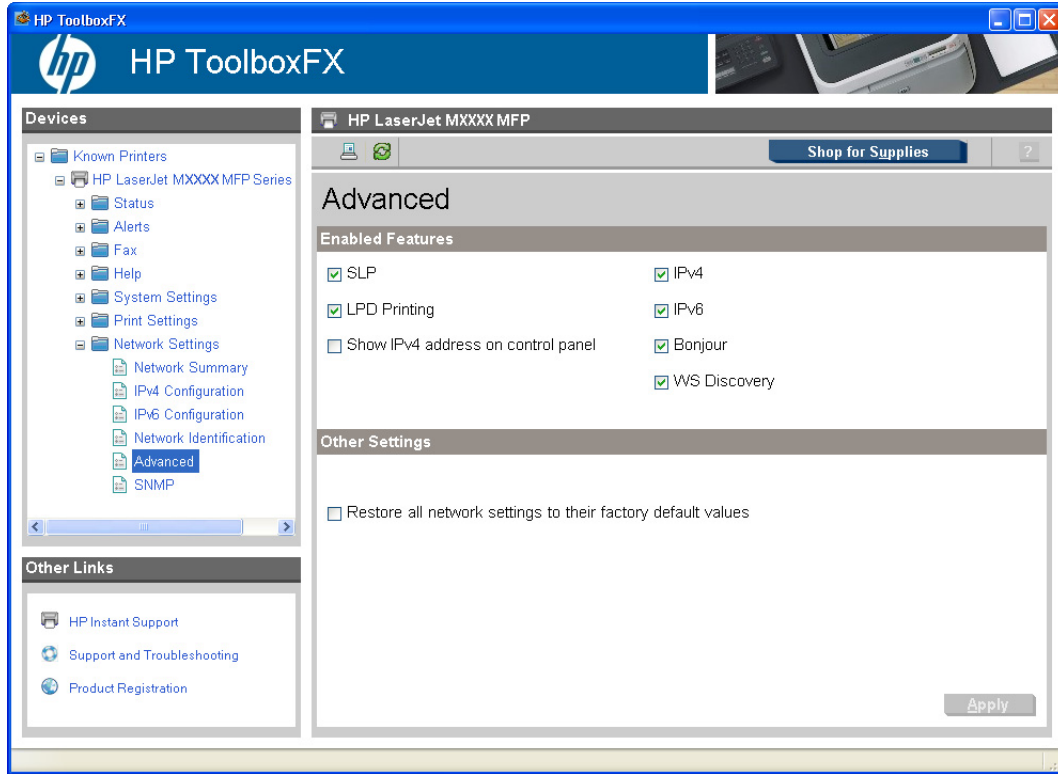 HP ToolboxFX
hp HP ToolboxFX
Devices
Known Printers
HP LaserJet MXXXX MFP Series
Status
Alerts
Fax
Help
System Settings
Print Settings
Network Settings
Network Summary
IPv4 Configuration
IPv6 Configuration
Network Identification
Advanced
SNMP
Other Links
HP Instant Support
Support and Troubleshooting
Product Registration
HP LaserJet MXXXX MFP
Shop for Supplies ?
Advanced
Enabled Features
SLP IPv4
LPD Printing IPv6
Show IPv4 address on control panel Bonjour
WS Discovery
Other Settings
Restore all network settings to their factory default values
Apply